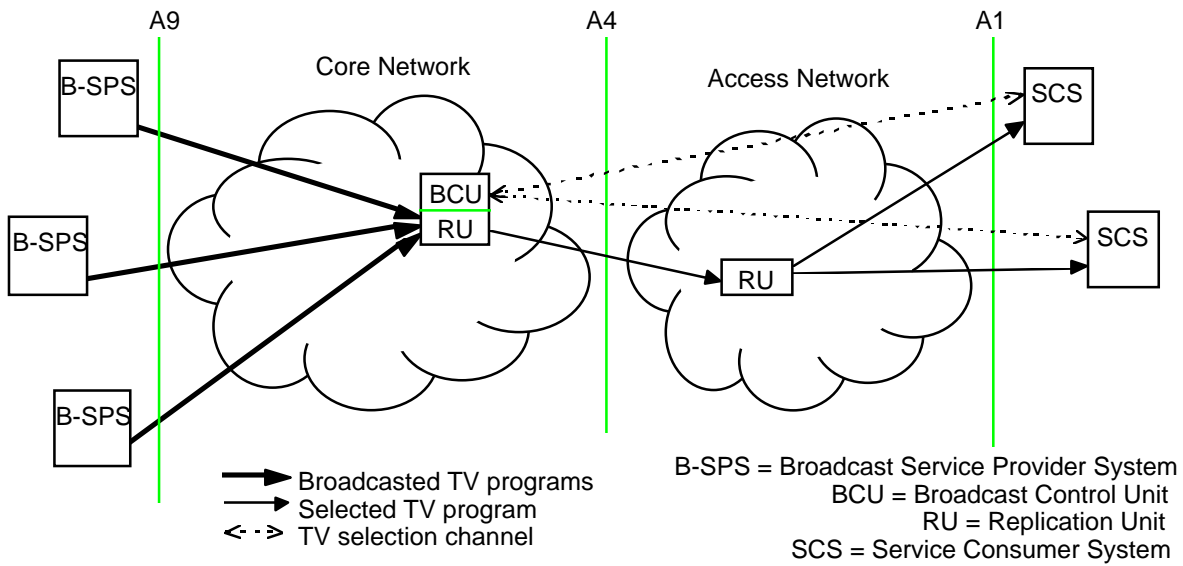 A9
A4
A1
Core Network
Access Network
B-SPS
SCS
BCU
RU
B-SPS
SCS
RU
B-SPS
Broadcasted TV programs
Selected TV program
TV selection channel
B-SPS = Broadcast Service Provider System
BCU = Broadcast Control Unit
RU = Replication Unit
SCS = Service Consumer System